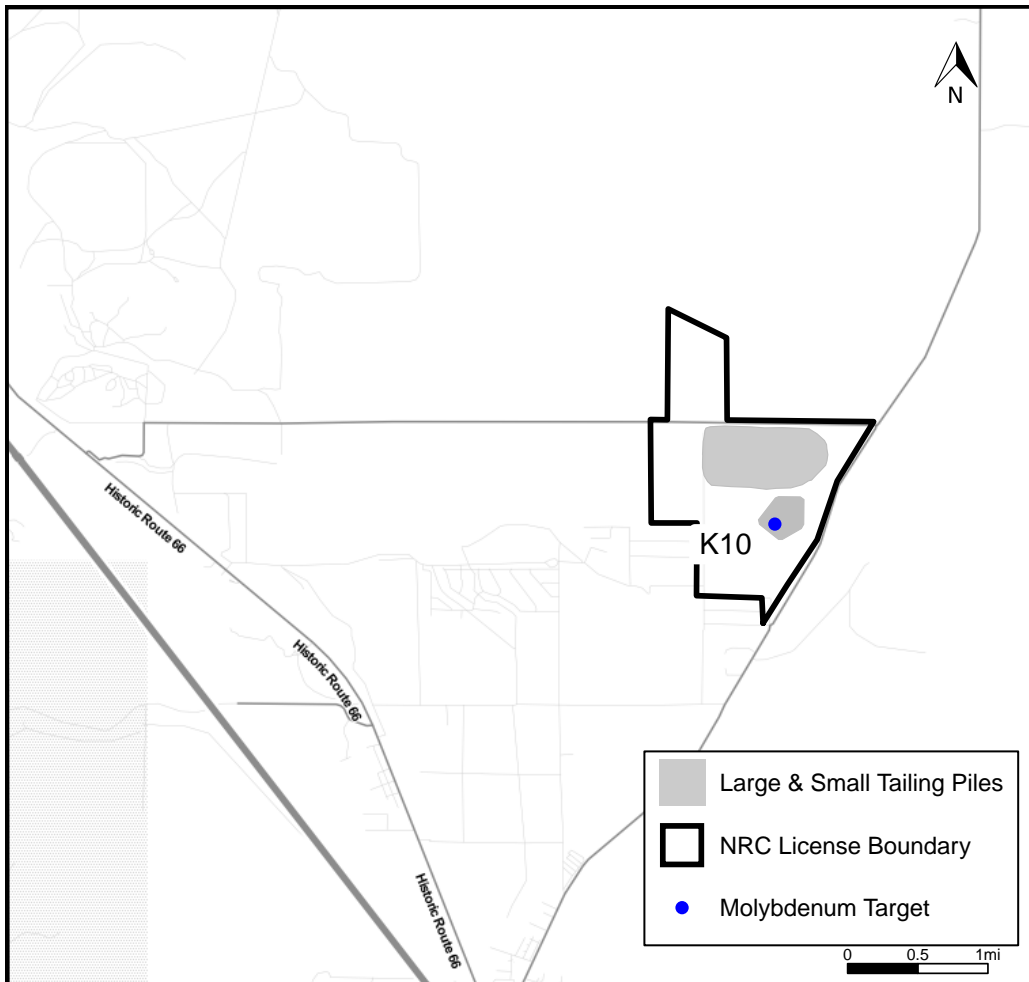 N
Historic Route 66
K10
Historic Route 66
Large & Small Tailing Piles
NRC License Boundary
Historic Route 66
Molybdenum Target
0 0.5 1mi